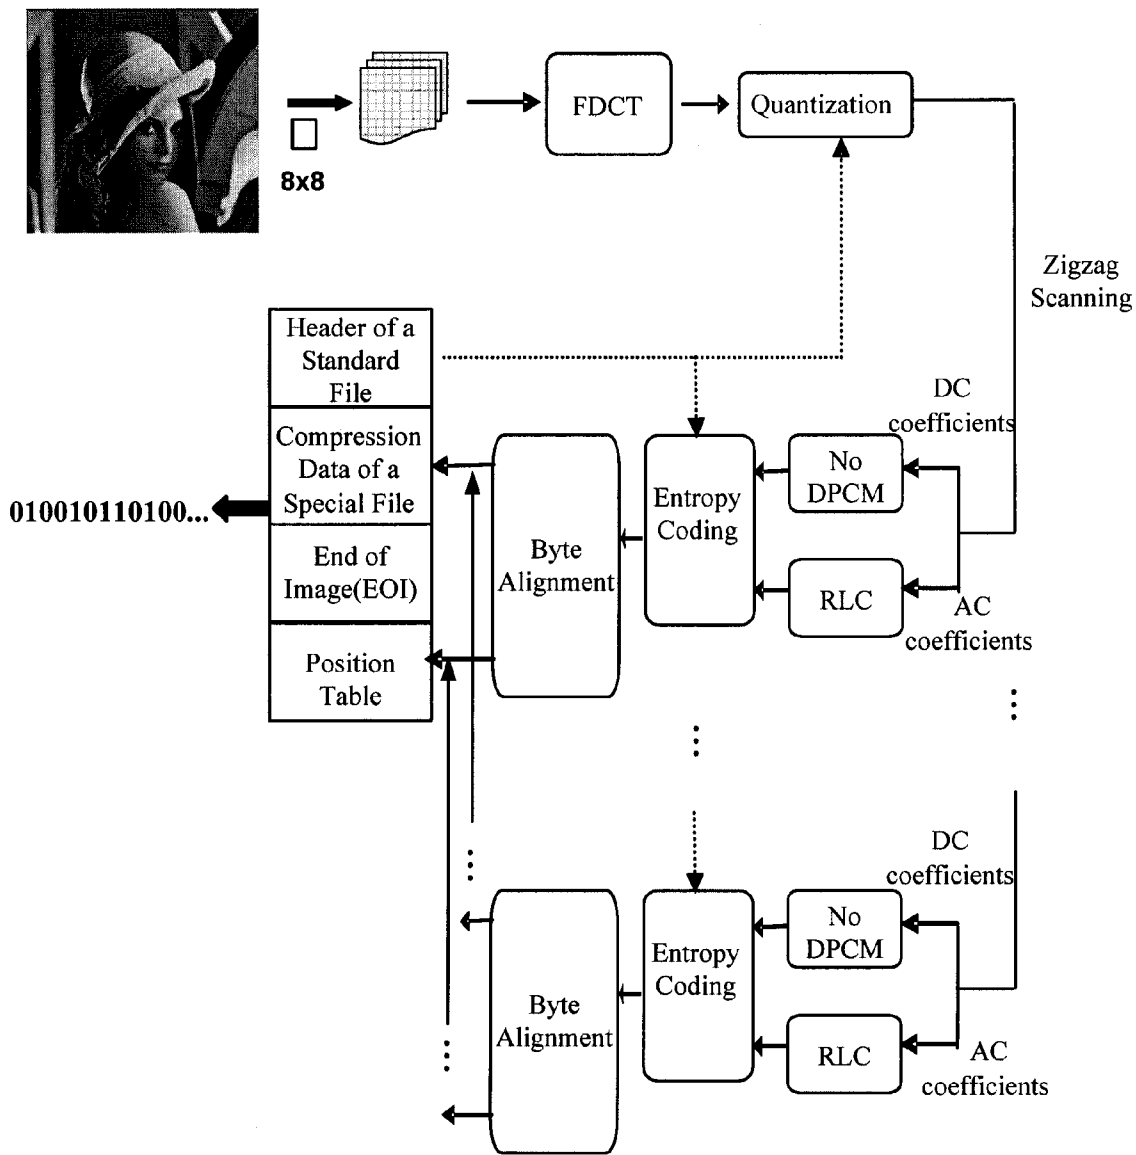 FDCT
Quantization
8x8
Zigzag
Scanning
Header of a
Standard
File
DC
coefficients
Compression
Data of a
Special File
No
DPCM
Entropy
Coding
010010110100...
Byte
Alignment
End of
Image(EOI)
RLC
AC
coefficients
Position
Table
DC
coefficients
No
DPCM
Entropy
Coding
Byte
Alignment
RLC
AC
coefficients